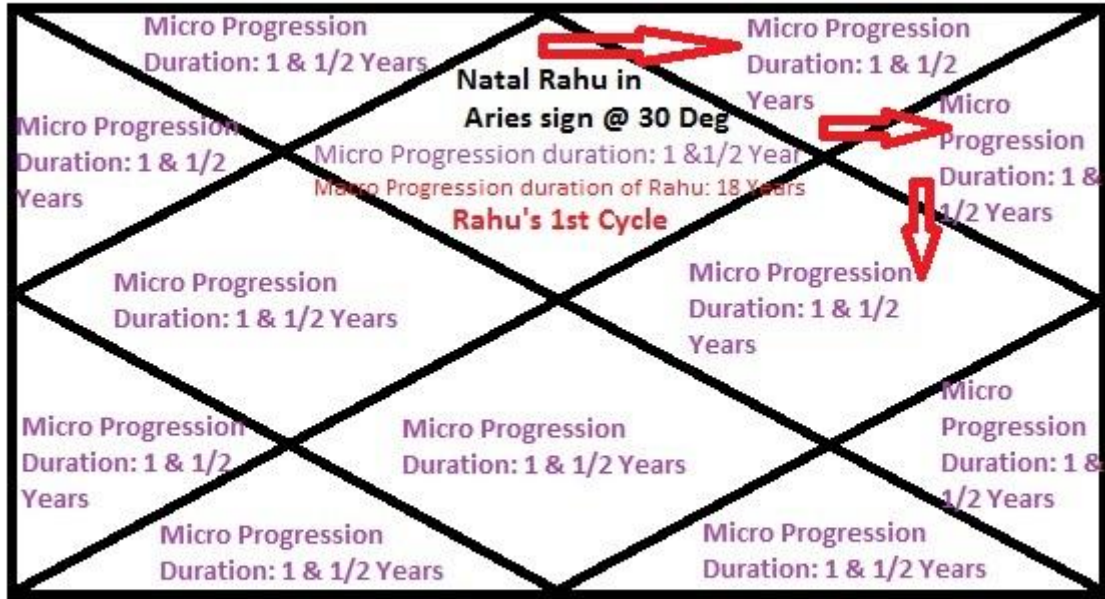 Micro Progression
Duration: 1 & 1/2 Years
Micro Progression
Duration: 1 & 1/2
Years
Natal Rahu in
Aries sign @ 30 Deg
Micro Progression duration: 1 &1/2 Year
Macro Progression duration of Rahu: 18 Years
Rahu's 1st Cycle
Micro Progression
Duration: 1 & 1/2
Years
Micro
Progression
Duration: 1 &
1/2 Years
Micro Progression
Duration: 1 & 1/2 Years
Micro Progression
Duration: 1 & 1/2
Years
Micro Progression
Duration: 1 & 1/2
Years
Micro Progression
Duration: 1 & 1/2 Years
Micro
Progression
Duration: 1 &
1/2 Years
Micro Progression
Duration: 1 & 1/2 Years
Micro Progression
Duration: 1 & 1/2 Years